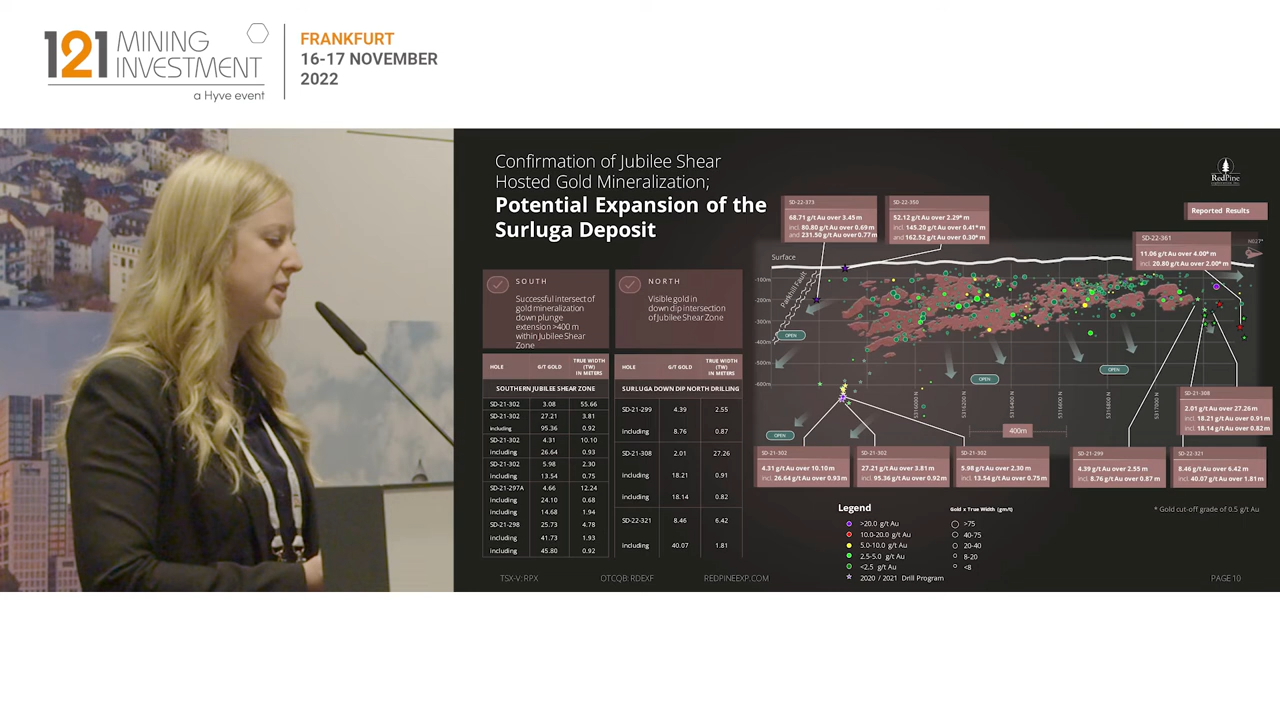 121 MINING INVESTMENT
a Hyve event
FRANKFURT
16-17 NOVEMBER
2022
Confirmation of Jubilee Shear
Hosted Gold Mineralization;
Potential Expansion of the
Surluga Deposit
RedPine
Reported Results
SOUTH
Successful intersect of
gold mineralization
down plunge
extension >400 m
within Jubilee Shear
Zone
NORTH
Visible gold in
down dip intersection
of Jubilee Shear Zone
HOLE G/T GOLD TRUE WIDTH (TW) IN METERS
SOUTHERN JUBILEE SHEAR ZONE
SD-21-302 3.08 55.66
SD-21-302 27.21 3.81
including 95.36 0.92
SD-21-302 4.31 10.10
including 26.64 0.93
SD-21-302 5.98 2.30
including 13.54 0.75
SD-21-297A 4.66 12.24
including 24.10 0.68
including 14.68 1.94
SD-21-298 25.73 4.78
including 41.73 1.93
including 45.80 0.92
HOLE G/T GOLD TRUE WIDTH (TW) IN METERS
SURLUGA DOWN DIP NORTH DRILLING
SD-21-299 4.39 2.55
including 8.76 0.87
SD-21-308 2.01 27.26
including 18.21 0.91
including 18.14 0.82
SD-22-321 8.46 6.42
including 40.07 1.81
SD-22-373
68.71 g/t Au over 3.45 m
incl. 80.80 g/t Au over 0.69 m
and 231.50 g/t Au over 0.77 m
SD-22-350
52.12 g/t Au over 2.29* m
incl. 145.20 g/t Au over 0.41* m
and 162.52 g/t Au over 0.30* m
SD-22-361
11.06 g/t Au over 4.00* m
incl. 20.80 g/t Au over 2.00* m
N027°
Surface
Parkhill Fault
-100m
-200m
-300m
-400m
-500m
-600m
OPEN
OPEN
OPEN
OPEN
5316000 N
5316200 N
5316400 N
5316600 N
5316800 N
5317000 N
400m
SD-21-308
2.01 g/t Au over 27.26 m
incl. 18.21 g/t Au over 0.91 m
incl. 18.14 g/t Au over 0.82 m
SD-21-302
4.31 g/t Au over 10.10 m
incl. 26.64 g/t Au over 0.93 m
SD-21-302
27.21 g/t Au over 3.81 m
incl. 95.36 g/t Au over 0.92 m
SD-21-302
5.98 g/t Au over 2.30 m
incl. 13.54 g/t Au over 0.75 m
SD-21-299
4.39 g/t Au over 2.55 m
incl. 8.76 g/t Au over 0.87 m
SD-22-321
8.46 g/t Au over 6.42 m
incl. 40.07 g/t Au over 1.81 m
Legend
>20.0 g/t Au
10.0-20.0 g/t Au
5.0-10.0 g/t Au
2.5-5.0 g/t Au
<2.5 g/t Au
2020 / 2021 Drill Program
Gold x True Width (gm/t)
>75
40-75
20-40
8-20
<8
* Gold cut-off grade of 0.5 g/t Au
TSX-V: RPX
OTCQB: RDEXF
REDPINEEXP.COM
PAGE 10